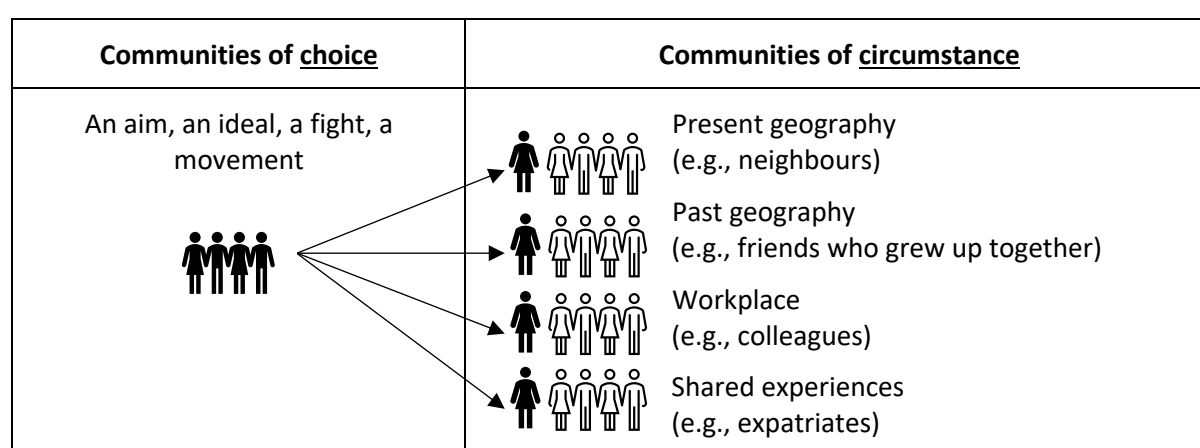 Communities of choice
Communities of circumstance
An aim, an ideal, a fight, a
movement
Present geography
(e.g., neighbours)
Past geography
(e.g., friends who grew up together)
Workplace
(e.g., colleagues)
Shared experiences
(e.g., expatriates)